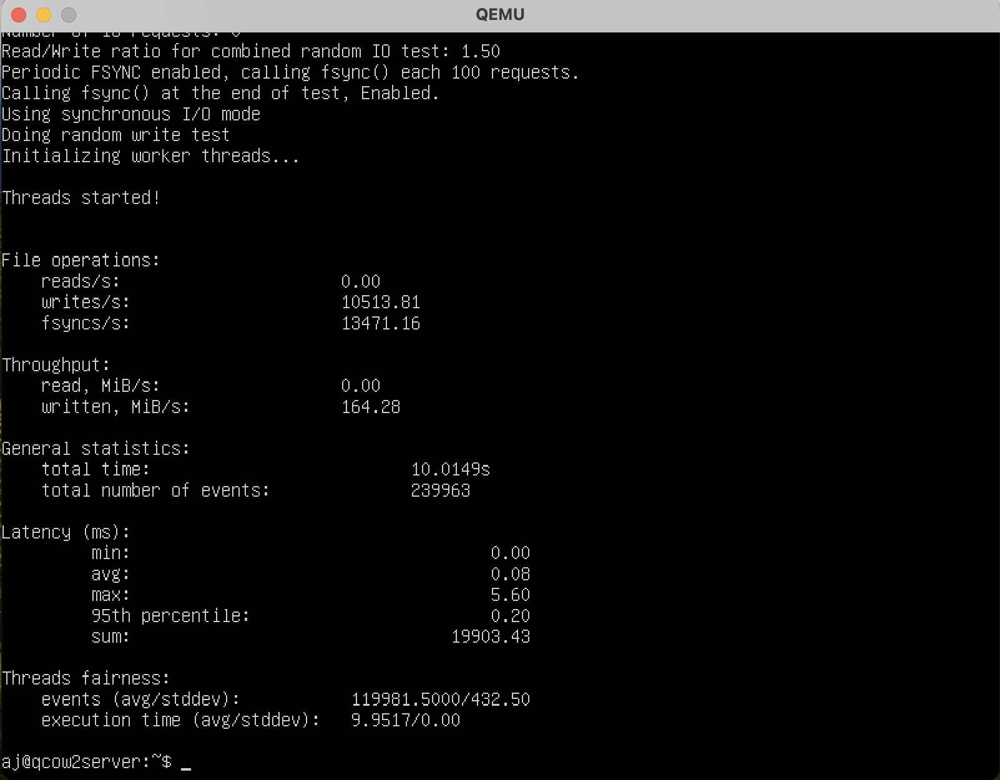 QEMU
Number of IO requests: 0
Read/Write ratio for combined random IO test: 1.50
Periodic FSYNC enabled, calling fsync() each 100 requests.
Calling fsync() at the end of test, Enabled.
Using synchronous I/O mode
Doing random write test
Initializing worker threads...
Threads started!
File operations:
reads/s: 0.00
writes/s: 10513.81
fsyncs/s: 13471.16
Throughput:
read, MiB/s: 0.00
written, MiB/s: 164.28
General statistics:
total time: 10.0149s
total number of events: 239963
Latency (ms):
min: 0.00
avg: 0.08
max: 5.60
95th percentile: 0.20
sum: 19903.43
Threads fairness:
events (avg/stddev): 119981.5000/432.50
execution time (avg/stddev): 9.9517/0.00
aj@qcow2server:~$ _